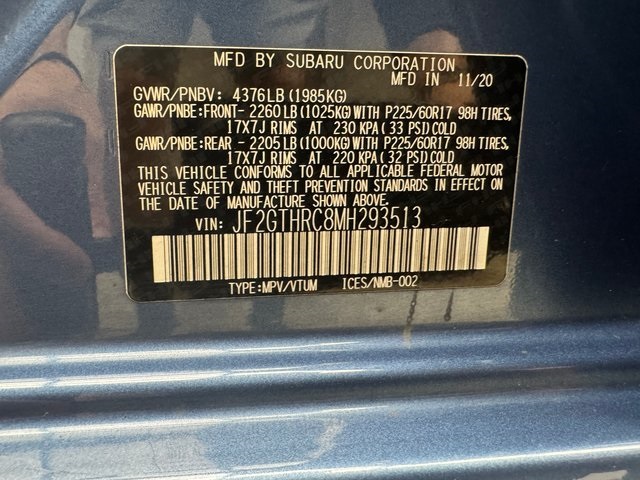 MFD BY SUBARU CORPORATION
MFD IN 11/20
GVWR/PNBV: 4376LB(1985KG)
GAWR/PNBE:FRONT- 2260LB(1025KG)WITH P225/60R17 98H TIRES,
17X7J RIMS AT 230 KPA( 33 PSI)COLD
GAWR/PNBE:REAR - 2205LB(1000KG)WITH P225/60R17 98H TIRES,
17X7J RIMS AT 220 KPA( 32 PSI)COLD
THIS VEHICLE CONFORMS TO ALL APPLICABLE FEDERAL MOTOR
VEHICLE SAFETY AND THEFT PREVENTION STANDARDS IN EFFECT ON
THE DATE OF MANUFACTURE SHOWN ABOVE.
VIN: JF2GTHRC8MH293513
TYPE:MPV/VTUM ICES/NMB-002